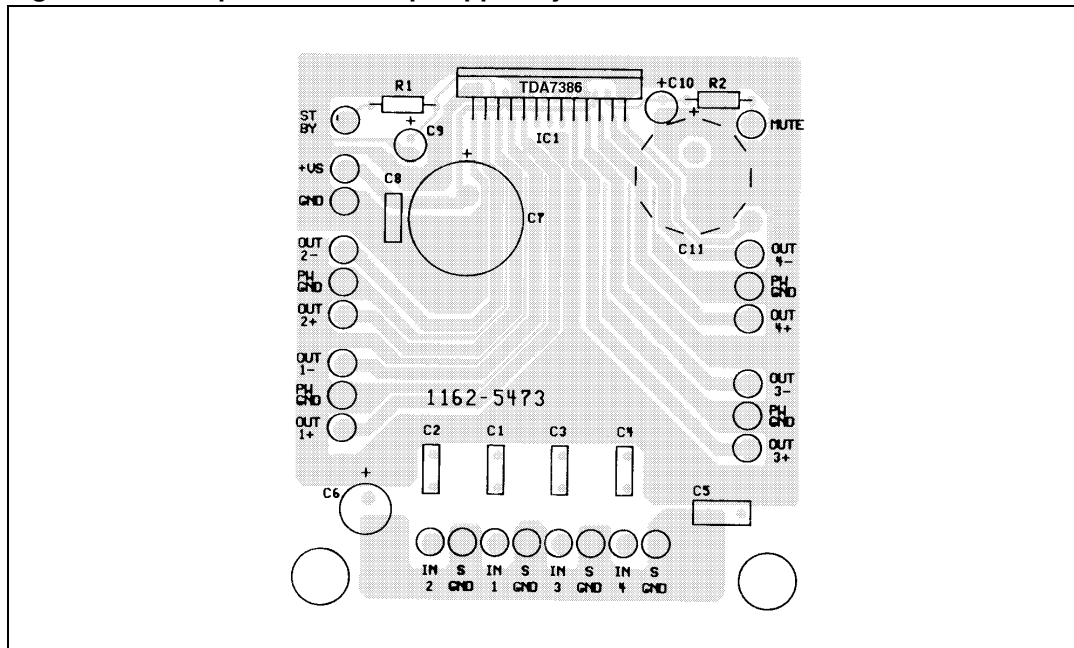 R1
TDA7386
+C10
R2
+
ST
BY
+
C9
IC1
MUTE
+VS
C8
+
GND
C7
C11
OUT
2-
PW
GND
OUT
2+
OUT
4-
PW
GND
OUT
4+
OUT
1-
PW
GND
OUT
1+
OUT
3-
PW
GND
OUT
3+
1162-5473
C2
C1
C3
C4
+
C6
C5
IN
2
S
GND
IN
1
S
GND
IN
3
S
GND
IN
4
S
GND